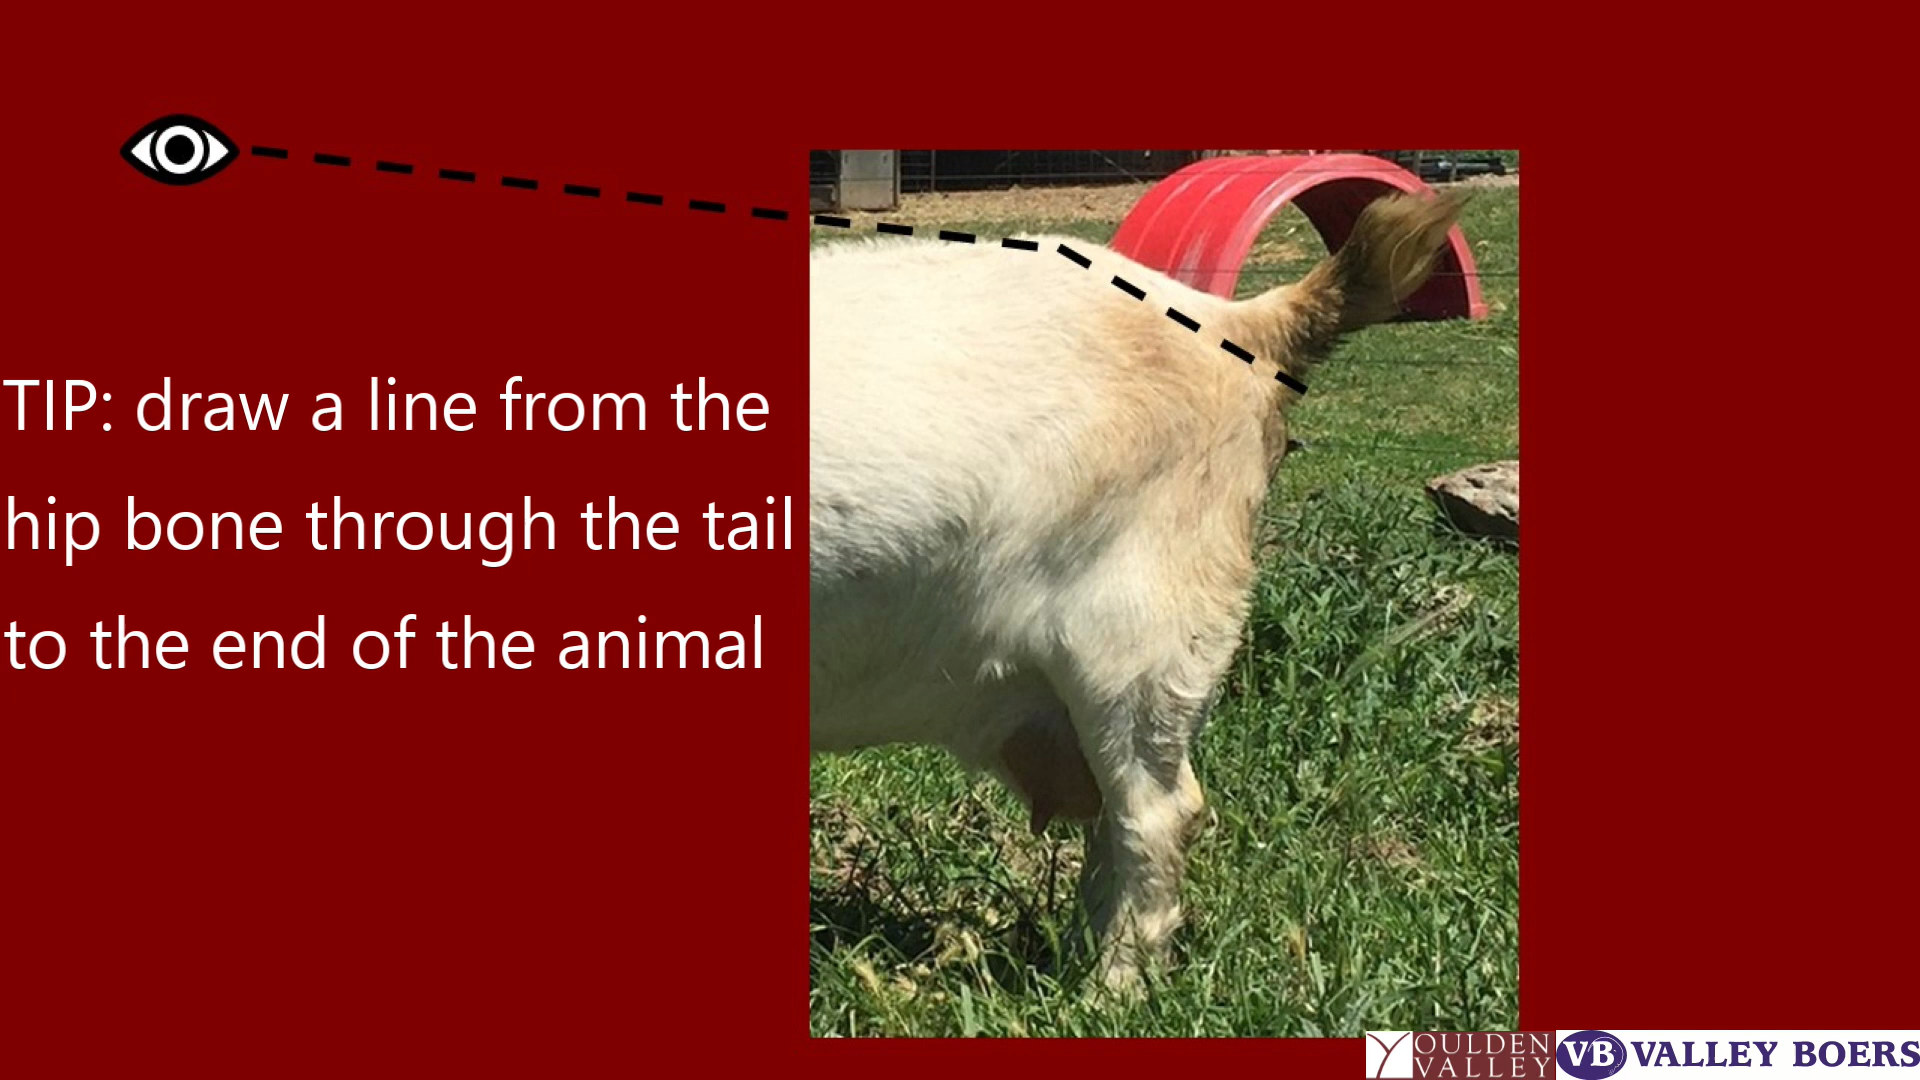 TIP: draw a line from the
hip bone through the tail
to the end of the animal
YOULDEN
VALLEY
VB VALLEY BOERS